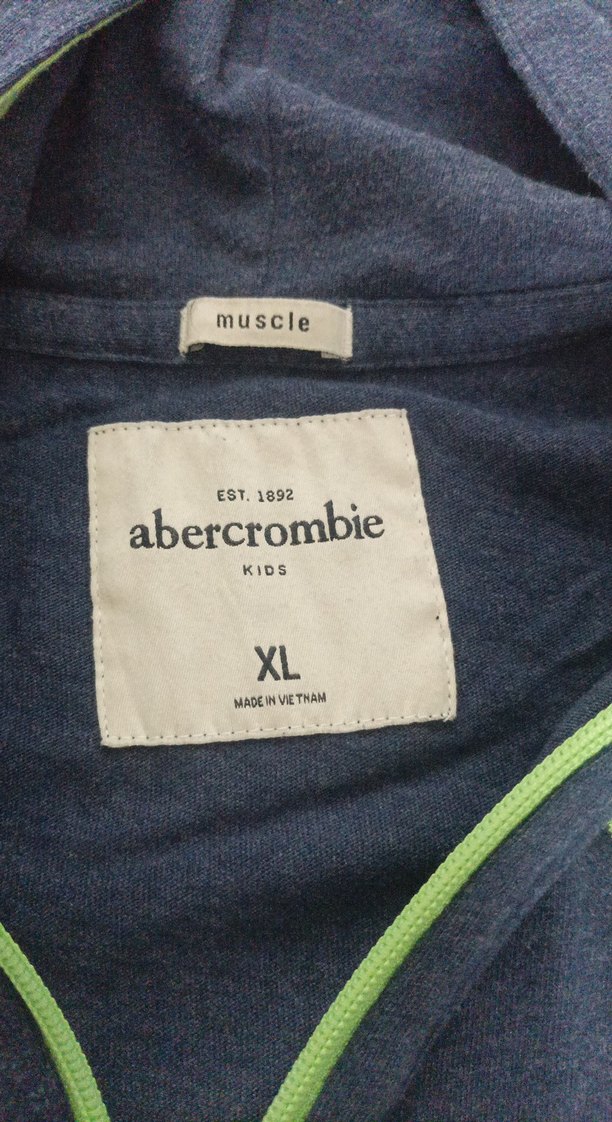 muscle
EST. 1892
abercrombie
KIDS
XL
MADE IN VIETNAM